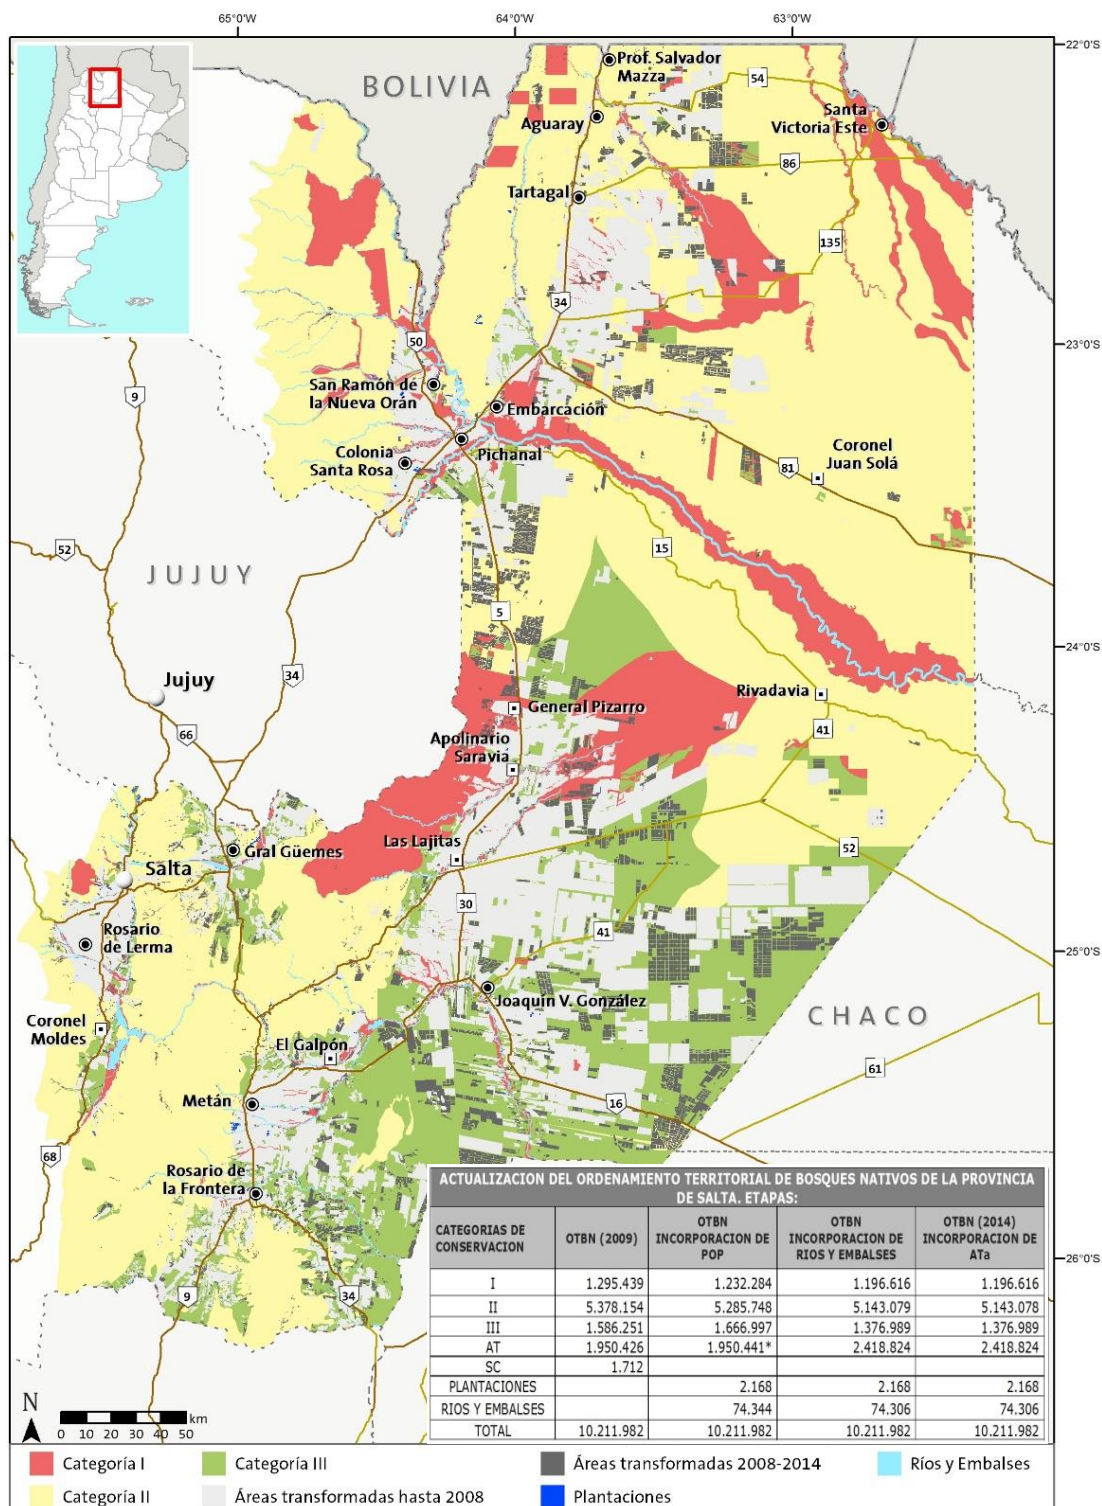 65°0'W
64°0'W
63°0'W
22°0'S
BOLIVIA
Prof. Salvador
Mazza
54
Aguaray
Santa
Victoria Este
86
Tartagal
135
34
50
23°0'S
9
San Ramón de
la Nueva Orán
Embarcación
Colonia
Santa Rosa
Pichanal
Coronel
Juan Solá
81
52
15
JUJUY
5
34
24°0'S
Jujuy
Rivadavia
General Pizarro
66
41
Apolinario
Saravia
Las Lajitas
Gral Güemes
52
Salta
30
41
Rosario
de Lerma
25°0'S
Joaquín V. González
CHACO
Coronel
Moldes
El Galpón
61
Metán
16
68
Rosario de
la Frontera
26°0'S
9
34
ACTUALIZACION DEL ORDENAMIENTO TERRITORIAL DE BOSQUES NATIVOS DE LA PROVINCIA
DE SALTA. ETAPAS:
CATEGORIAS DE CONSERVACION OTBN (2009) OTBN INCORPORACION DE POP OTBN INCORPORACION DE RIOS Y EMBALSES OTBN (2014) INCORPORACION DE ATa
I 1.295.439 1.232.284 1.196.616 1.196.616
II 5.378.154 5.285.748 5.143.079 5.143.078
III 1.586.251 1.666.997 1.376.989 1.376.989
AT 1.950.426 1.950.441* 2.418.824 2.418.824
SC 1.712
PLANTACIONES 2.168 2.168 2.168
RIOS Y EMBALSES 74.344 74.306 74.306
TOTAL 10.211.982 10.211.982 10.211.982 10.211.982
N
km
0 10 20 30 40 50
Categoría I
Categoría III
Áreas transformadas 2008-2014
Ríos y Embalses
Categoría II
Áreas transformadas hasta 2008
Plantaciones